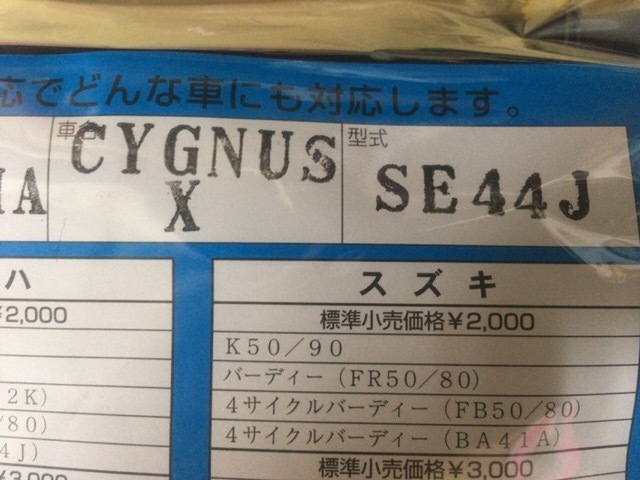 応でどんな車にも対応します。
車名 CYGNUS 型式
IA X SE44J
ハ スズキ
¥2,000 標準小売価格¥2,000
K50/90
バーディー(FR50/80)
2K) 4サイクルバーディー(FB50/80)
/80) 4サイクルバーディー(BA41A)
4J) 標準小売価格¥3,000
¥3,000